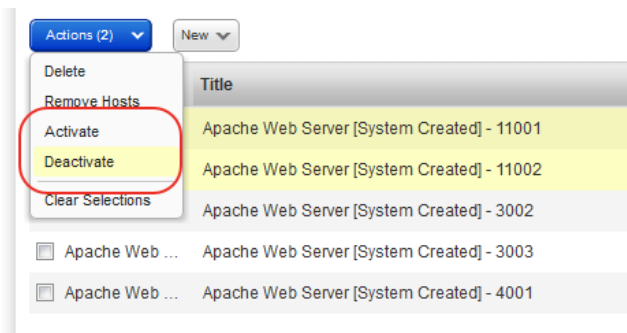 Actions (2) New
Delete
Title
Remove Hosts
Activate
Apache Web Server [System Created] - 11001
Deactivate
Apache Web Server [System Created] - 11002
Clear Selections
Apache Web Server [System Created] - 3002
Apache Web ... Apache Web Server [System Created] - 3003
Apache Web ... Apache Web Server [System Created] - 4001